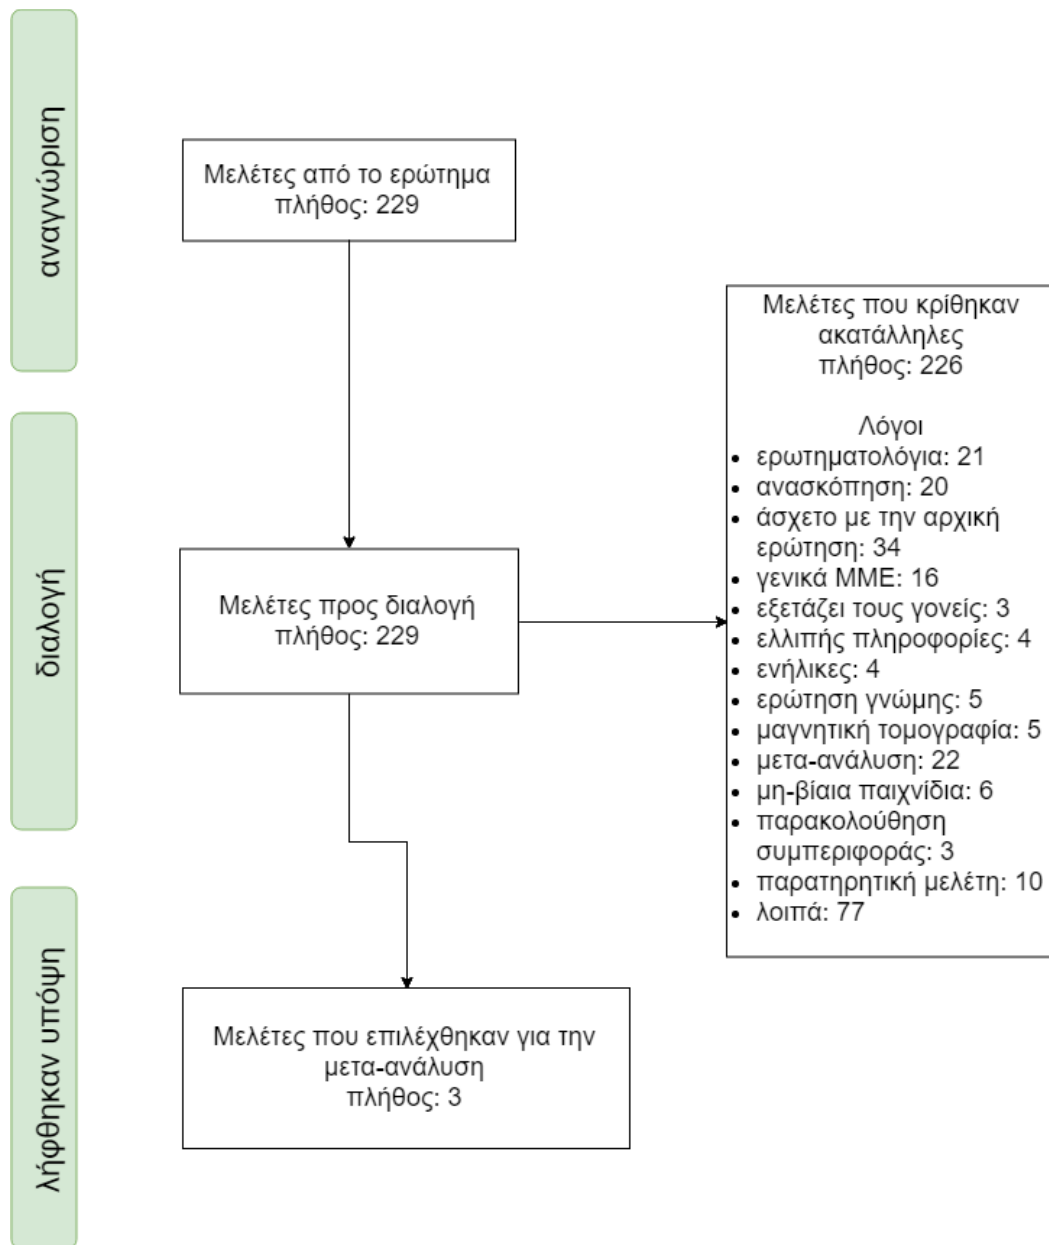 αναγνώριση
Μελέτες από το ερώτημα
πλήθος: 229
διαλογή
Μελέτες προς διαλογή
πλήθος: 229
Μελέτες που κρίθηκαν
ακατάλληλες
πλήθος: 226
Λόγοι
• ερωτηματολόγια: 21
• ανασκόπηση: 20
• άσχετο με την αρχική
ερώτηση: 34
• γενικά ΜΜΕ: 16
• εξετάζει τους γονείς: 3
• ελλιπής πληροφορίες: 4
• ενήλικες: 4
• ερώτηση γνώμης: 5
• μαγνητική τομογραφία: 5
• μετα-ανάλυση: 22
• μη-βίαια παιχνίδια: 6
• παρακολούθηση
συμπεριφοράς: 3
• παρατηρητική μελέτη: 10
• λοιπά: 77
λήφθηκαν υπόψη
Μελέτες που επιλέχθηκαν για την
μετα-ανάλυση
πλήθος: 3